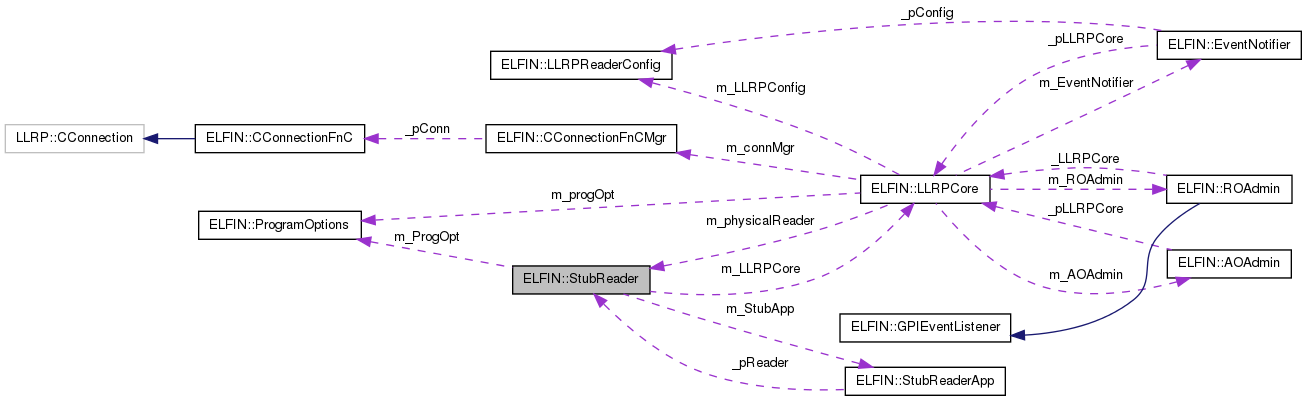 _pConfig
_pLLRPCore
ELFIN::EventNotifier
ELFIN::LLRPReaderConfig
m_LLRPConfig
m_EventNotifier
LLRP::CConnection
ELFIN::CConnectionFnC
_pConn
ELFIN::CConnectionFnCMgr
m_connMgr
_LLRPCore
ELFIN::LLRPCore
m_ROAdmin
ELFIN::ROAdmin
m_progOpt
_pLLRPCore
ELFIN::ProgramOptions
m_physicalReader
m_ProgOpt
ELFIN::AOAdmin
m_LLRPCore
m_AOAdmin
ELFIN::StubReader
m_StubApp
ELFIN::GPIEventListener
_pReader
ELFIN::StubReaderApp